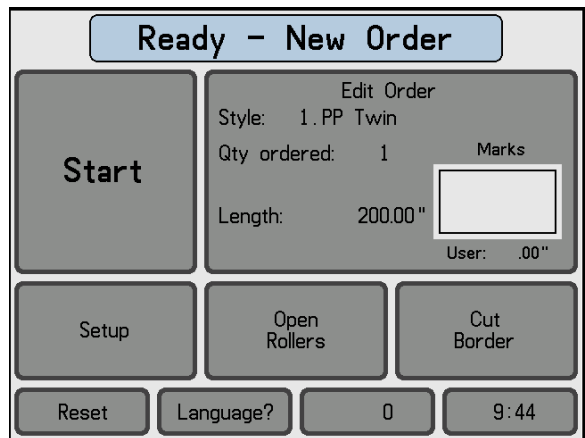 Ready - New Order
Start
Edit Order
Style: 1.PP Twin
Qty ordered: 1
Marks
Length: 200.00"
User: .00"
Setup
Open
Rollers
Cut
Border
Reset
Language?
0
9:44